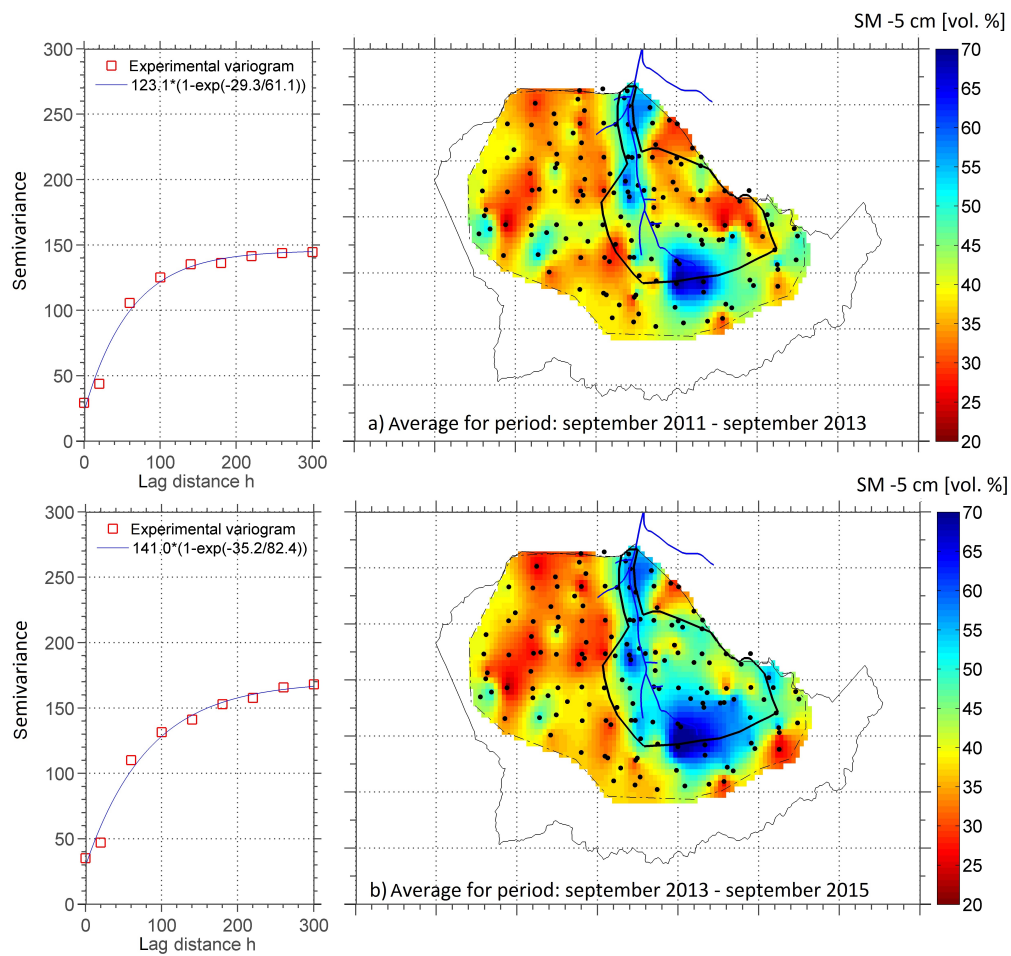 SM -5 cm [vol. %]
300
250
200
150
100
50
0
Semivariance
Experimental variogram
123.1*(1-exp(-29.3/61.1))
0 100 200 300
Lag distance h
a) Average for period: september 2011 - september 2013
70
65
60
55
50
45
40
35
30
25
20
SM -5 cm [vol. %]
300
250
200
150
100
50
0
Semivariance
Experimental variogram
141.0*(1-exp(-35.2/82.4))
0 100 200 300
Lag distance h
b) Average for period: september 2013 - september 2015
70
65
60
55
50
45
40
35
30
25
20